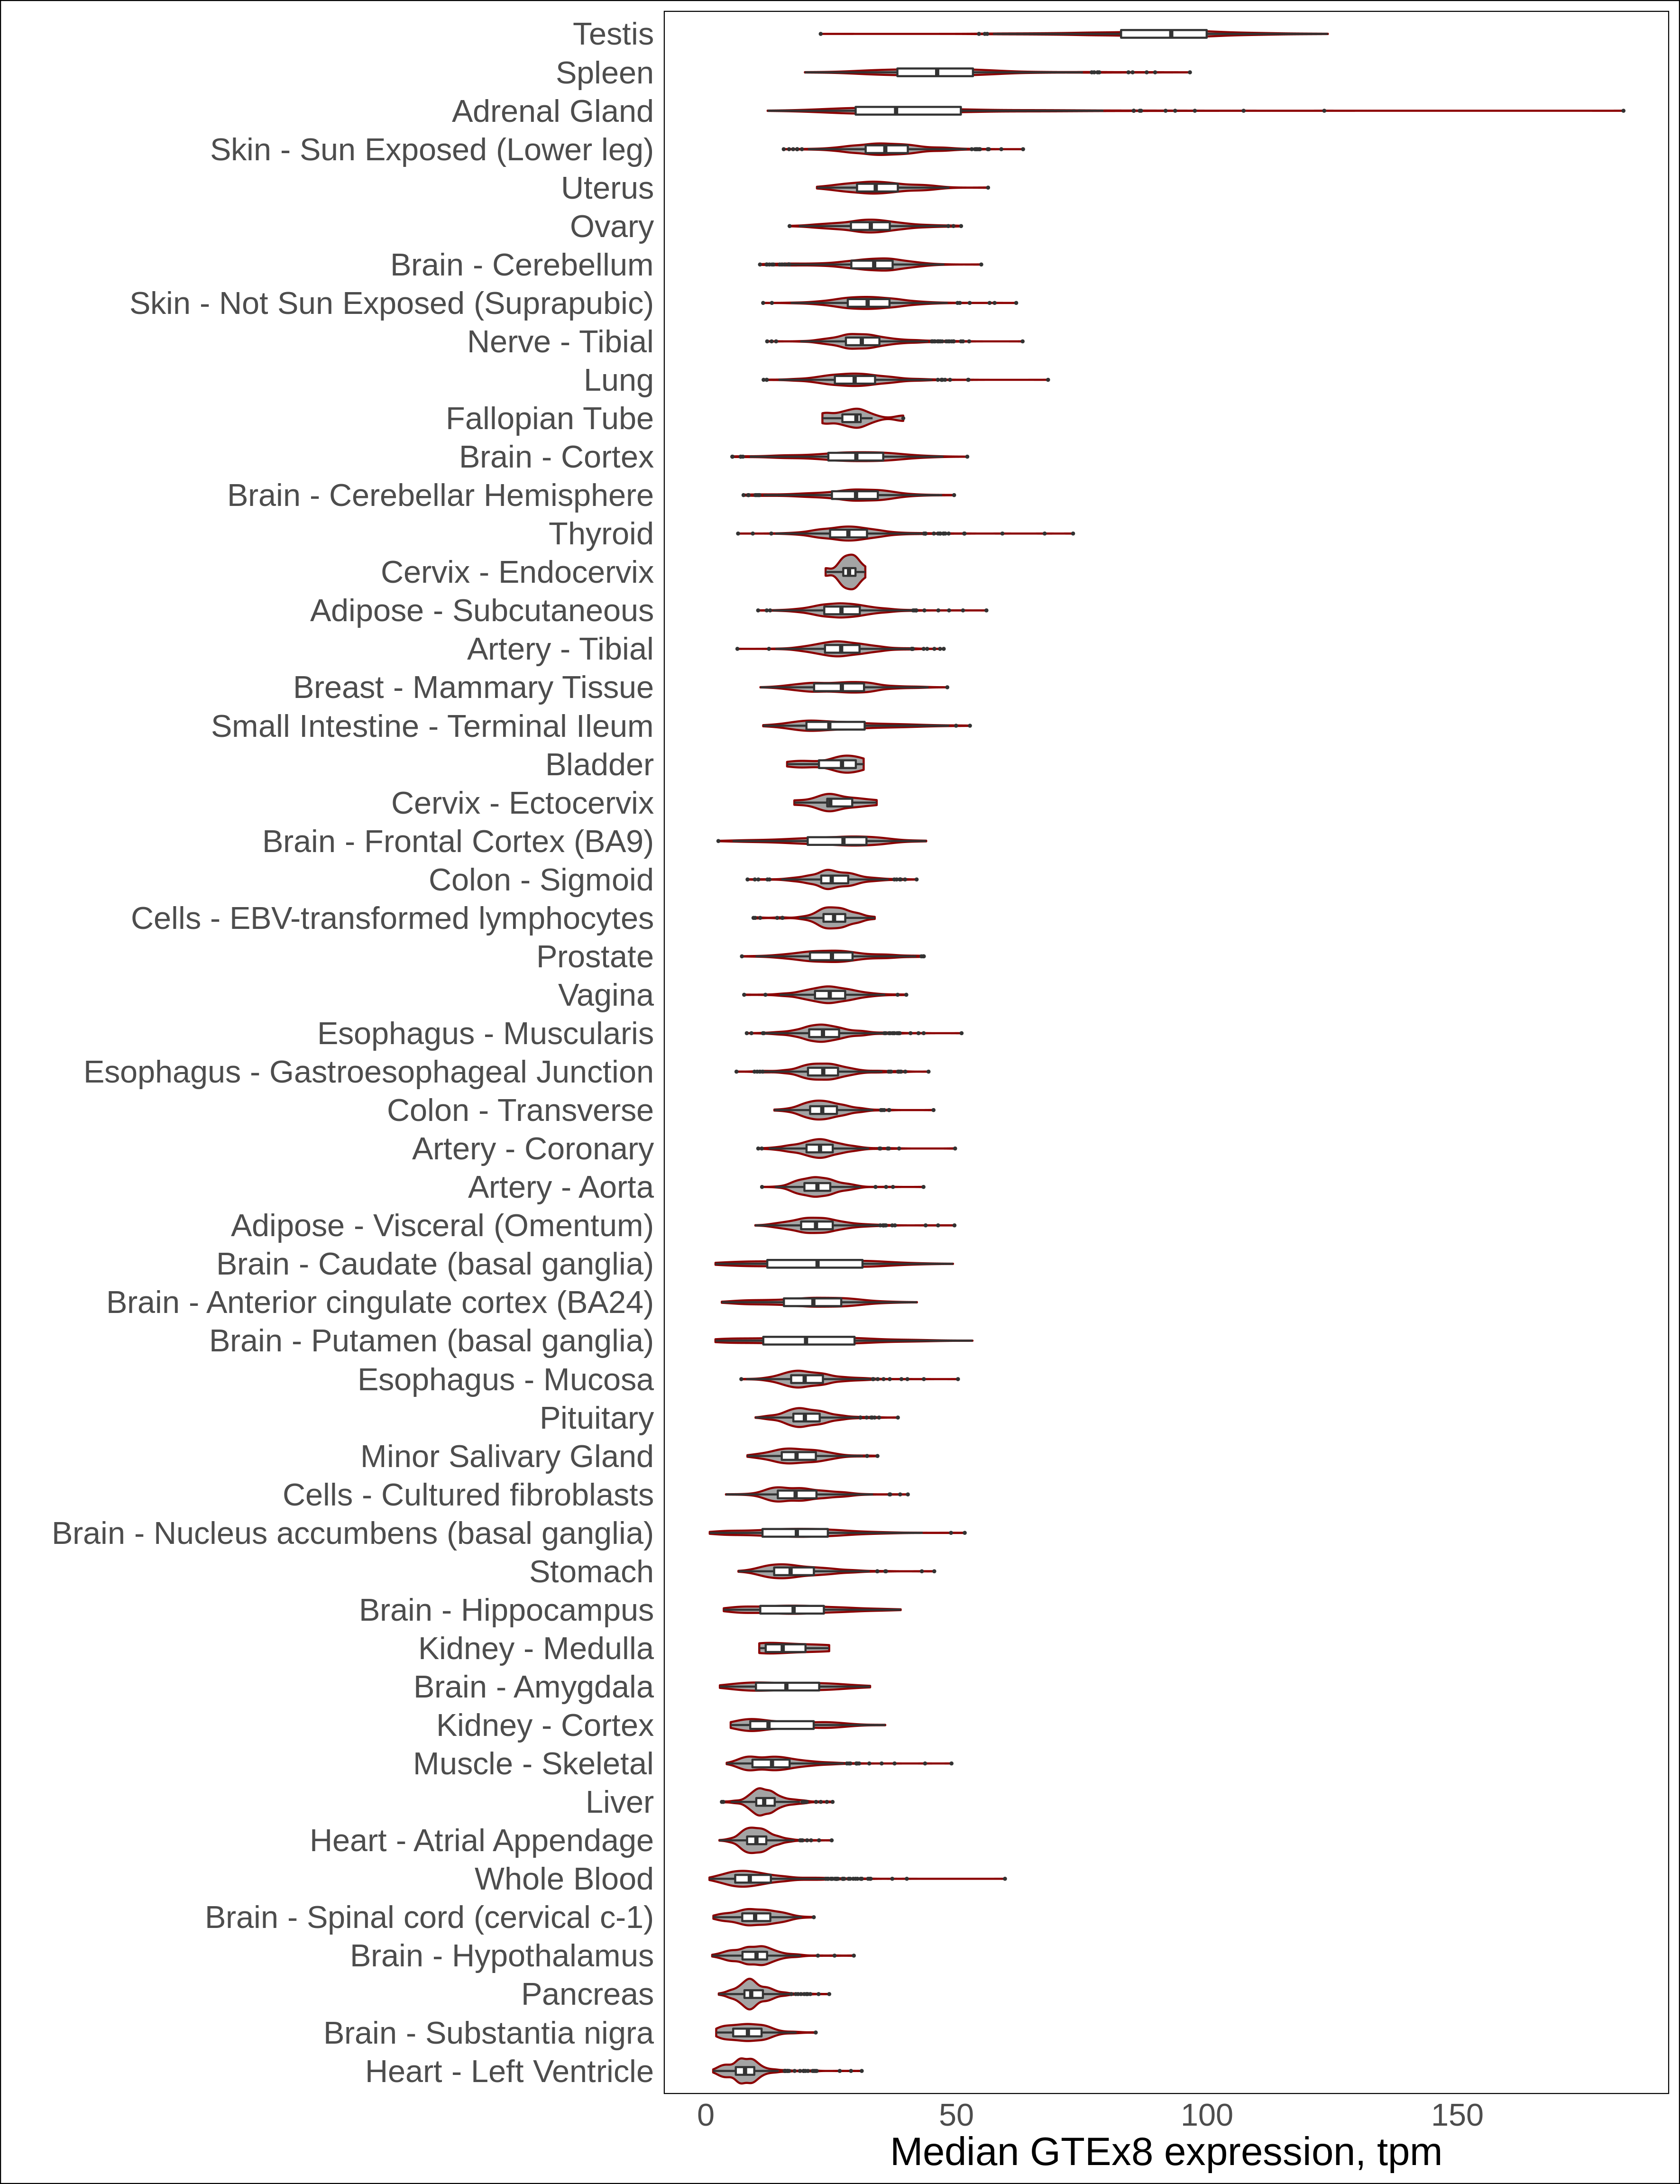 Testis
Spleen
Adrenal Gland
Skin - Sun Exposed (Lower leg)
Uterus
Ovary
Brain - Cerebellum
Skin - Not Sun Exposed (Suprapubic)
Nerve - Tibial
Lung
Fallopian Tube
Brain - Cortex
Brain - Cerebellar Hemisphere
Thyroid
Cervix - Endocervix
Adipose - Subcutaneous
Artery - Tibial
Breast - Mammary Tissue
Small Intestine - Terminal Ileum
Bladder
Cervix - Ectocervix
Brain - Frontal Cortex (BA9)
Colon - Sigmoid
Cells - EBV-transformed lymphocytes
Prostate
Vagina
Esophagus - Muscularis
Esophagus - Gastroesophageal Junction
Colon - Transverse
Artery - Coronary
Artery - Aorta
Adipose - Visceral (Omentum)
Brain - Caudate (basal ganglia)
Brain - Anterior cingulate cortex (BA24)
Brain - Putamen (basal ganglia)
Esophagus - Mucosa
Pituitary
Minor Salivary Gland
Cells - Cultured fibroblasts
Brain - Nucleus accumbens (basal ganglia)
Stomach
Brain - Hippocampus
Kidney - Medulla
Brain - Amygdala
Kidney - Cortex
Muscle - Skeletal
Liver
Heart - Atrial Appendage
Whole Blood
Brain - Spinal cord (cervical c-1)
Brain - Hypothalamus
Pancreas
Brain - Substantia nigra
Heart - Left Ventricle
0 50 100 150
Median GTEx8 expression, tpm